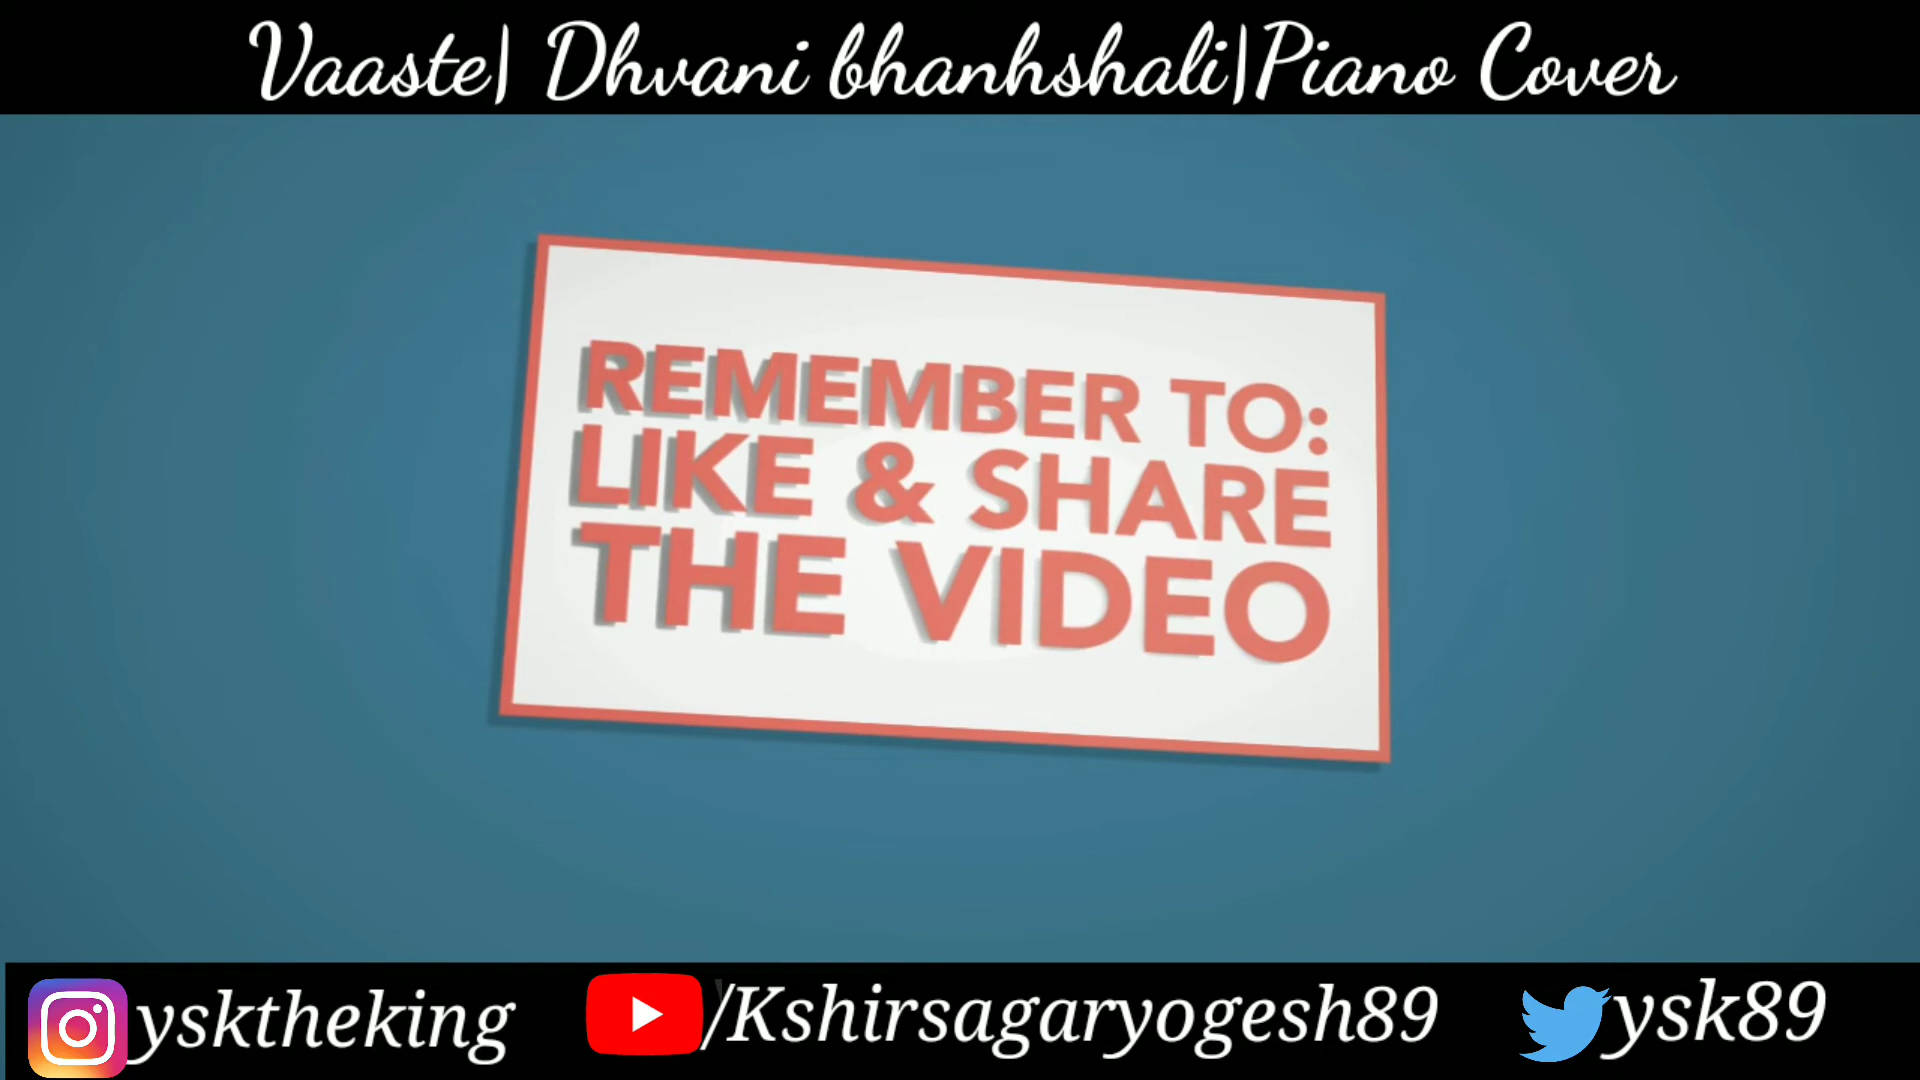 Vaaste| Dhvani bhanhshali|Piano Cover
REMEMBER TO:
LIKE & SHARE
THE VIDEO
ysktheking /Kshirsagaryogesh89 ysk89